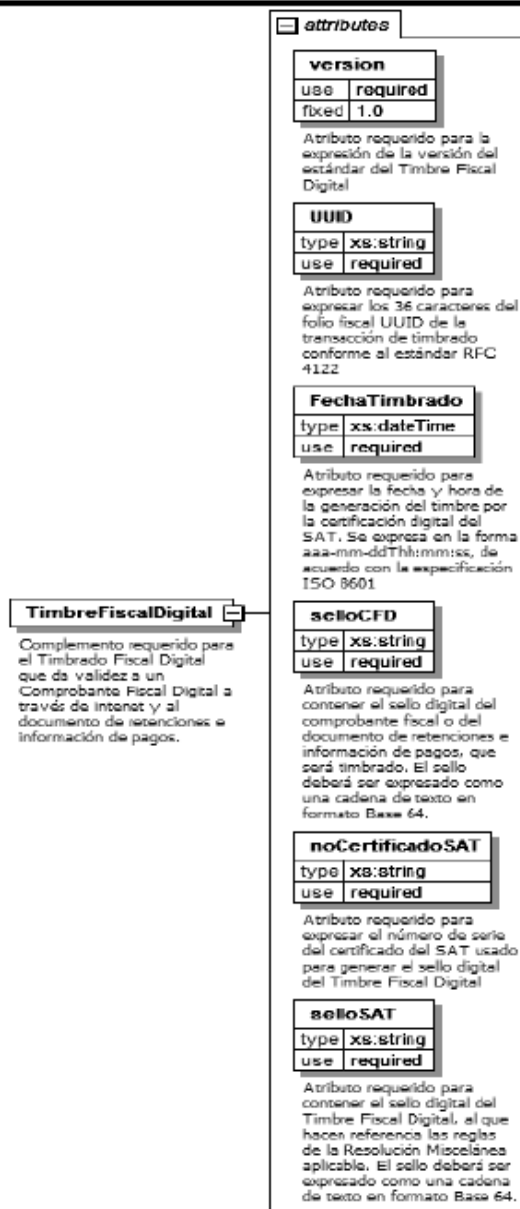 attributes
version
use required
fixed 1.0
Atributo requerido para la
expresión de la versión del
estándar del Timbre Fiscal
Digital
UUID
type xs:string
use required
Atributo requerido para
expresar los 36 caracteres del
folio fiscal UUID de la
transacción de timbrado
conforme al estándar RFC
4122
FechaTimbrado
type xs:dateTime
use required
Atributo requerido para
expresar la fecha y hora de
la generación del timbre por
la certificación digital del
SAT. Se expresa en la forma
aaa-mm-ddThh:mm:ss, de
acuerdo con la especificación
ISO 8601
TimbreFiscalDigital
Complemento requerido para
el Timbrado Fiscal Digital
que da validez a un
Comprobante Fiscal Digital a
través de Intenet y al
documento de retenciones e
información de pagos.
selloCFD
type xs:string
use required
Atributo requerido para
contener el sello digital del
comprobante fiscal o del
documento de retenciones e
información de pagos, que
será timbrado. El sello
deberá ser expresado como
una cadena de texto en
formato Base 64.
noCertificadoSAT
type xs:string
use required
Atributo requerido para
expresar el número de serie
del certificado del SAT usado
para generar el sello digital
del Timbre Fiscal Digital
selloSAT
type xs:string
use required
Atributo requerido para
contener el sello digital del
Timbre Fiscal Digital, al que
hacen referencia las reglas
de la Resolución Miscelánea
aplicable. El sello deberá ser
expresado como una cadena
de texto en formato Base 64.